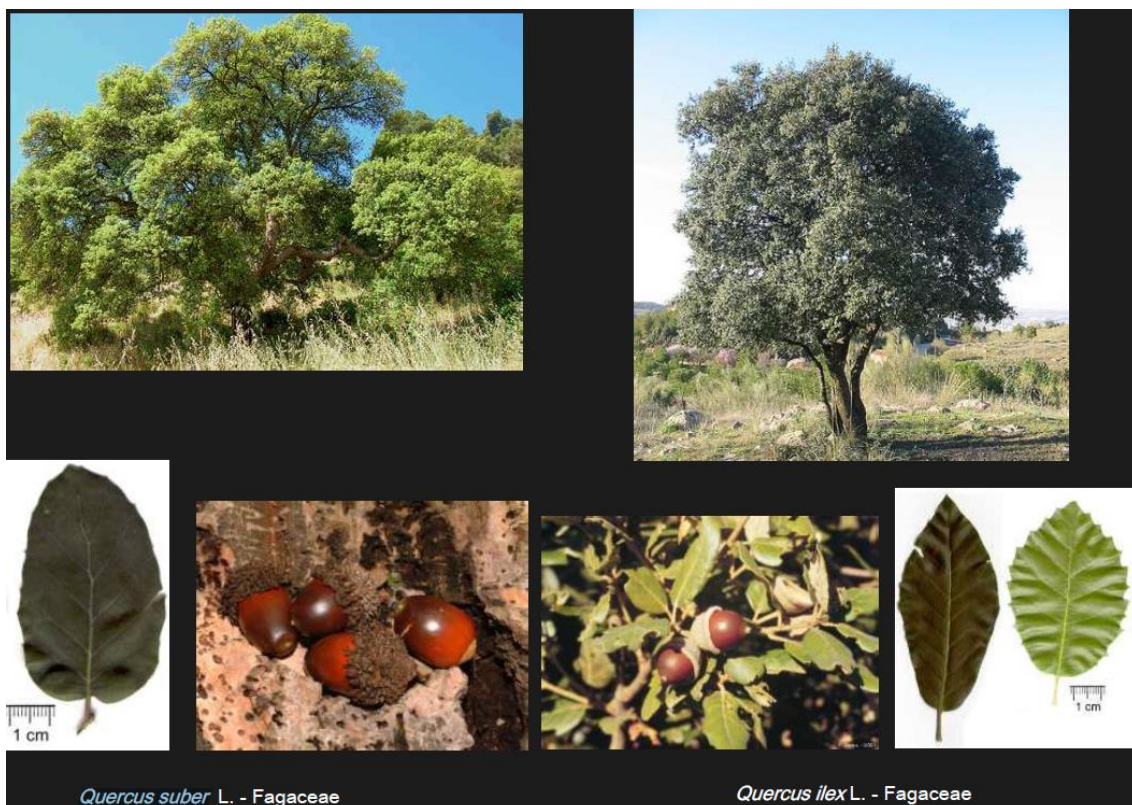 1 cm
1 cm
Quercus suber L. - Fagaceae
Quercus ilex L. - Fagaceae